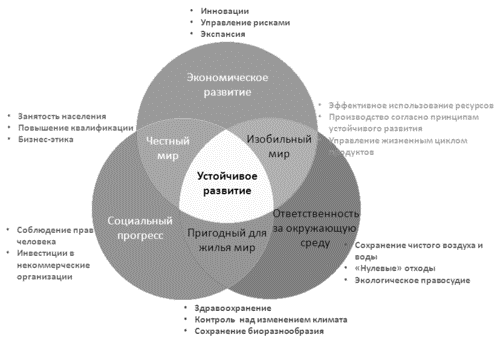 • Инновации
• Управление рисками
• Экспансия
Экономическое
развитие
• Занятость населения
• Повышение квалификации
• Бизнес-этика
Честный
мир
Изобильный
мир
• Эффективное использование ресурсов
• Производство согласно принципам
устойчивого развития
• Управление жизненным циклом
продуктов
Устойчивое
развитие
Социальный
прогресс
Пригодный для
жилья мир
Ответственность
за окружающую
среду
• Соблюдение прав
человека
• Инвестиции в
некоммерческие
организации
• Сохранение чистого воздуха и
воды
• «Нулевые» отходы
• Экологическое правосудие
• Здравоохранение
• Контроль над изменением климата
• Сохранение биоразнообразия